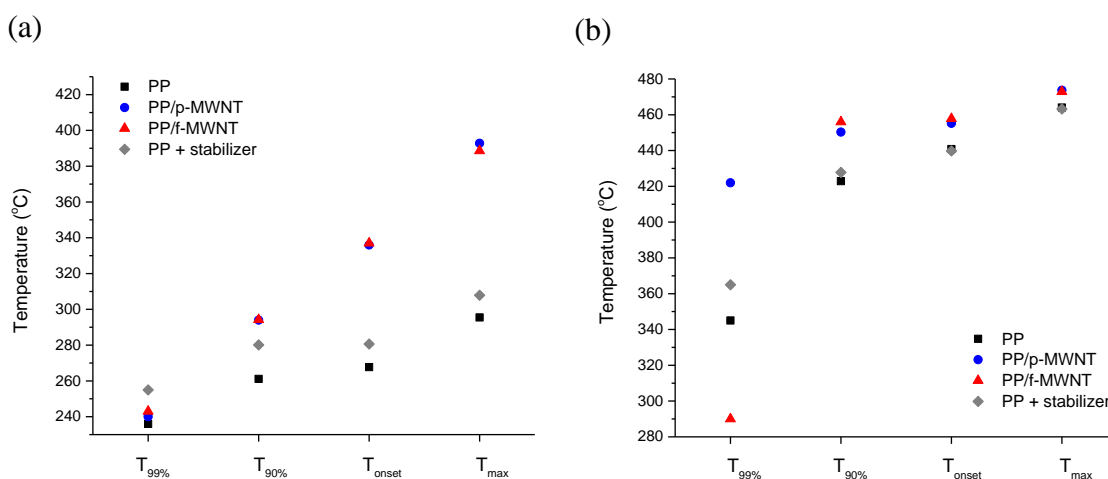 (a)
PP
PP/p-MWNT
PP/f-MWNT
PP + stabilizer
420
400
380
360
340
320
300
280
260
240
Temperature (°C)
T99%
T90%
Tonset
Tmax
(b)
480
460
440
420
400
380
360
340
320
300
280
Temperature (°C)
PP
PP/p-MWNT
PP/f-MWNT
PP + stabilizer
T99%
T90%
Tonset
Tmax